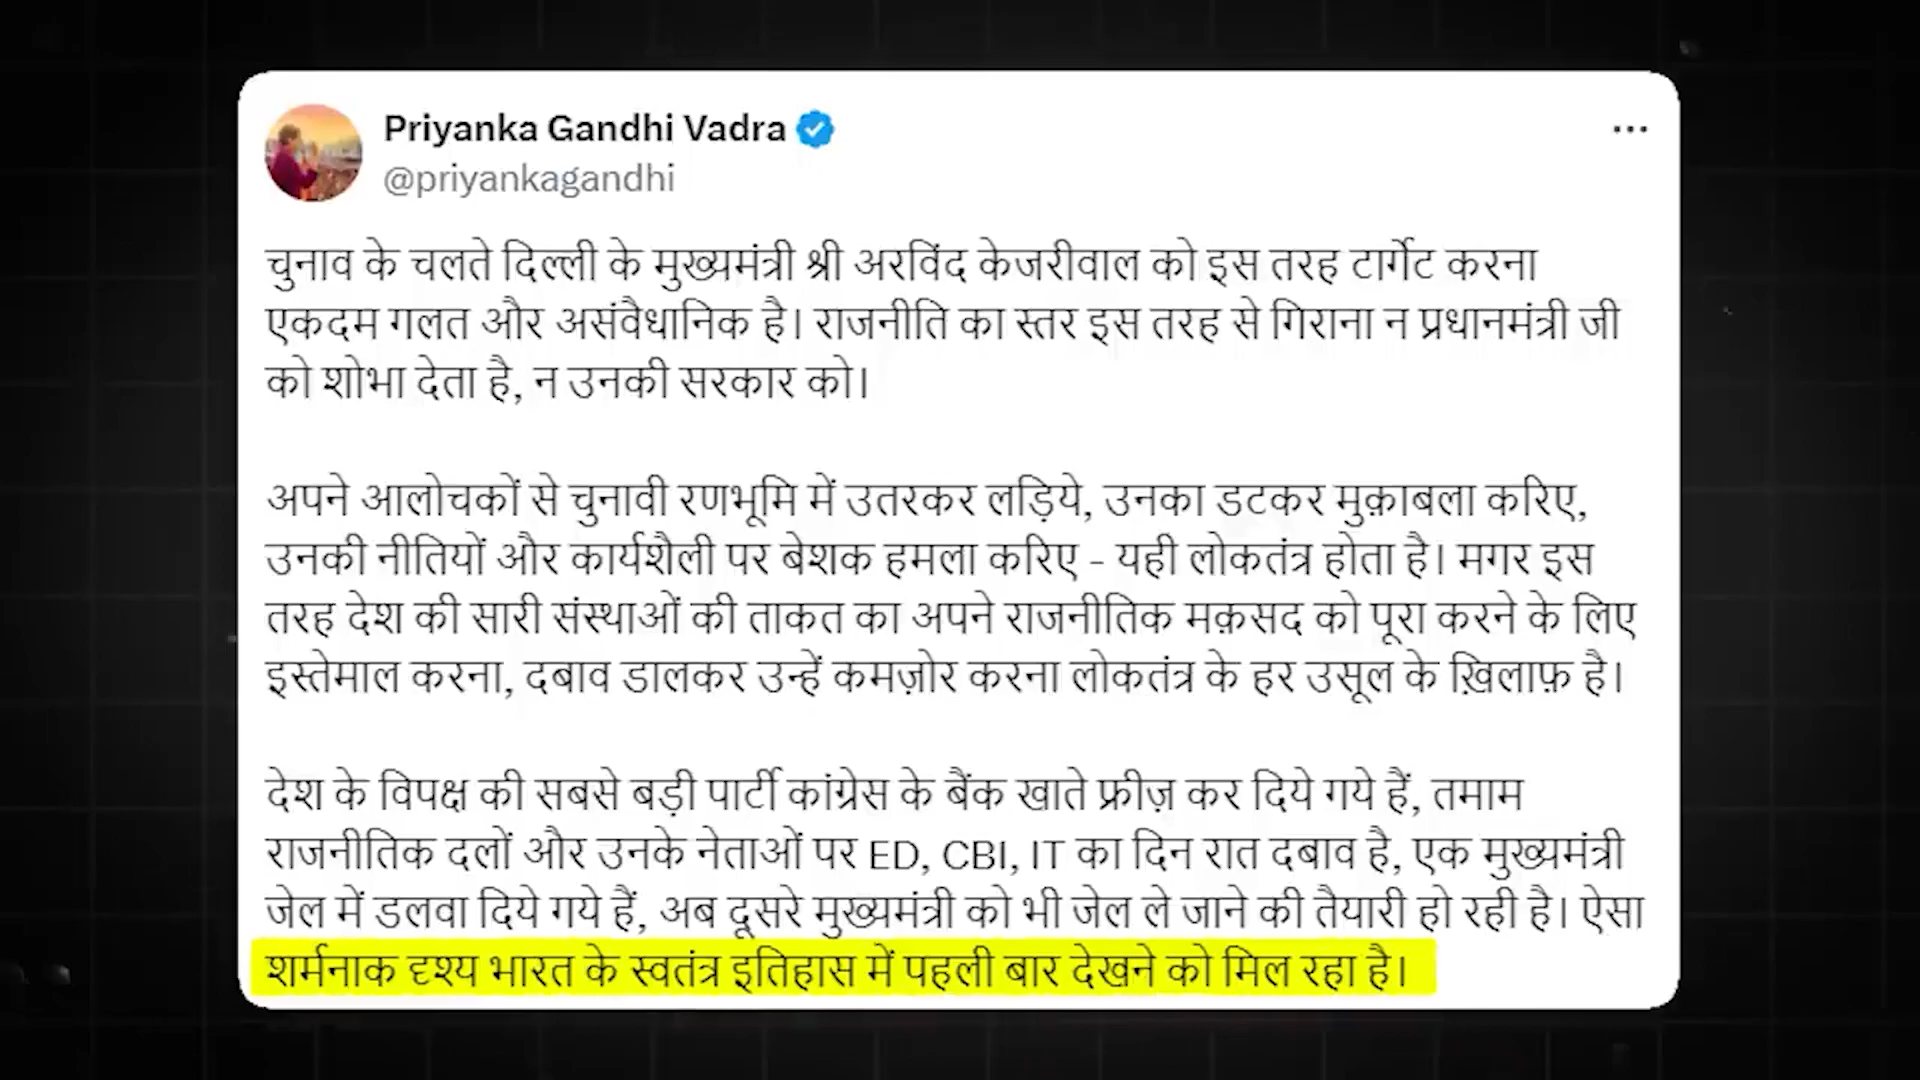 Priyanka Gandhi Vadra
@priyankagandhi
चुनाव के चलते दिल्ली के मुख्यमंत्री श्री अरविंद केजरीवाल को इस तरह टार्गेट करना
एकदम गलत और असंवैधानिक है। राजनीति का स्तर इस तरह से गिराना न प्रधानमंत्री जी
को शोभा देता है, न उनकी सरकार को।
अपने आलोचकों से चुनावी रणभूमि में उतरकर लड़िये, उनका डटकर मुक़ाबला करिए,
उनकी नीतियों और कार्यशैली पर बेशक हमला करिए - यही लोकतंत्र होता है। मगर इस
तरह देश की सारी संस्थाओं की ताकत का अपने राजनीतिक मक़सद को पूरा करने के लिए
इस्तेमाल करना, दबाव डालकर उन्हें कमज़ोर करना लोकतंत्र के हर उसूल के ख़िलाफ़ है।
देश के विपक्ष की सबसे बड़ी पार्टी कांग्रेस के बैंक खाते फ्रीज़ कर दिये गये हैं, तमाम
राजनीतिक दलों और उनके नेताओं पर ED, CBI, IT का दिन रात दबाव है, एक मुख्यमंत्री
जेल में डलवा दिये गये हैं, अब दूसरे मुख्यमंत्री को भी जेल ले जाने की तैयारी हो रही है। ऐसा
शर्मनाक दृश्य भारत के स्वतंत्र इतिहास में पहली बार देखने को मिल रहा है।